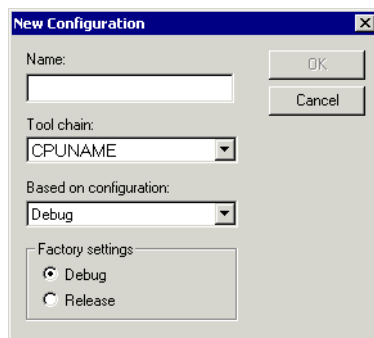 New Configuration
Name:
OK
Cancel
Tool chain:
CPUNAME
Based on configuration:
Debug
Factory settings
Debug
Release